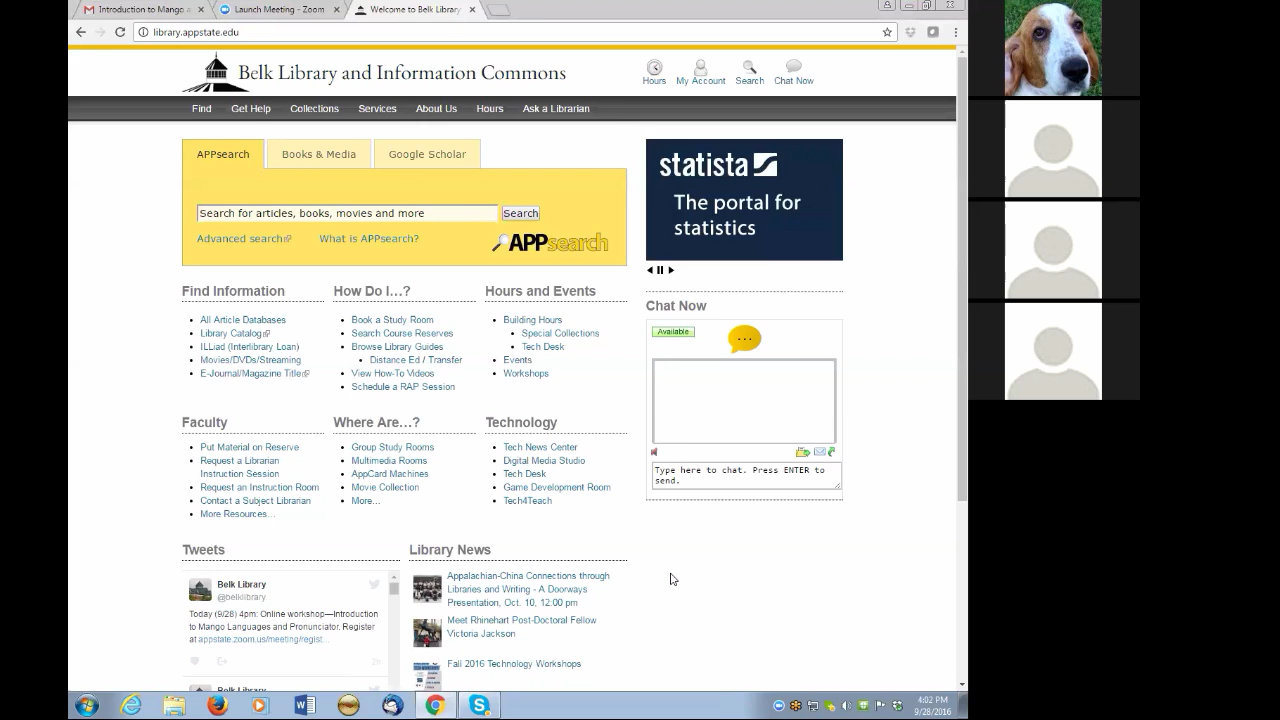 Introduction to Mango a
Launch Meeting - Zoom
Welcome to Belk Library
library.appstate.edu
Belk Library and Information Commons
Hours
My Account
Search
Chat Now
Find
Get Help
Collections
Services
About Us
Hours
Ask a Librarian
APPsearch
Books & Media
Google Scholar
Search for articles, books, movies and more
Search
Advanced search
What is APPsearch?
APPsearch
statista
The portal for
statistics
Find Information
All Article Databases
Library Catalog
ILLiad (Interlibrary Loan)
Movies/DVDs/Streaming
E-Journal/Magazine Title
How Do I...?
Book a Study Room
Search Course Reserves
Browse Library Guides
Distance Ed / Transfer
View How-To Videos
Schedule a RAP Session
Hours and Events
Building Hours
Special Collections
Tech Desk
Events
Workshops
Chat Now
Available
...
Type here to chat. Press ENTER to
send.
Faculty
Put Material on Reserve
Request a Librarian
Instruction Session
Request an Instruction Room
Contact a Subject Librarian
More Resources...
Where Are...?
Group Study Rooms
Multimedia Rooms
AppCard Machines
Movie Collection
More...
Technology
Tech News Center
Digital Media Studio
Tech Desk
Game Development Room
Tech4Teach
Tweets
Belk Library
@belklibrary
Today (9/28) 4pm: Online workshop—Introduction
to Mango Languages and Pronunciator. Register
at appstate.zoom.us/meeting/regist...
Belk Library
Library News
Appalachian-China Connections through
Libraries and Writing - A Doorways
Presentation, Oct. 10, 12:00 pm
Meet Rhinehart Post-Doctoral Fellow
Victoria Jackson
Fall 2016 Technology Workshops
4:02 PM
9/28/2016